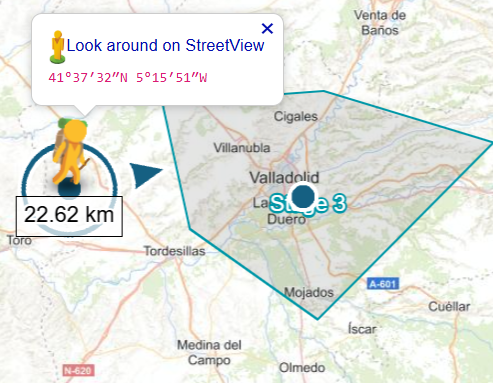 Look around on StreetView
41°37′32″N 5°15′51″W
Venta de
Baños
Cigales
Villanubla
Valladolid
La
Duero
Stage 3
22.62 km
Toro
Tordesillas
A-601
Mojados
Cuéllar
Íscar
Medina del
Campo
N-620
Olmedo